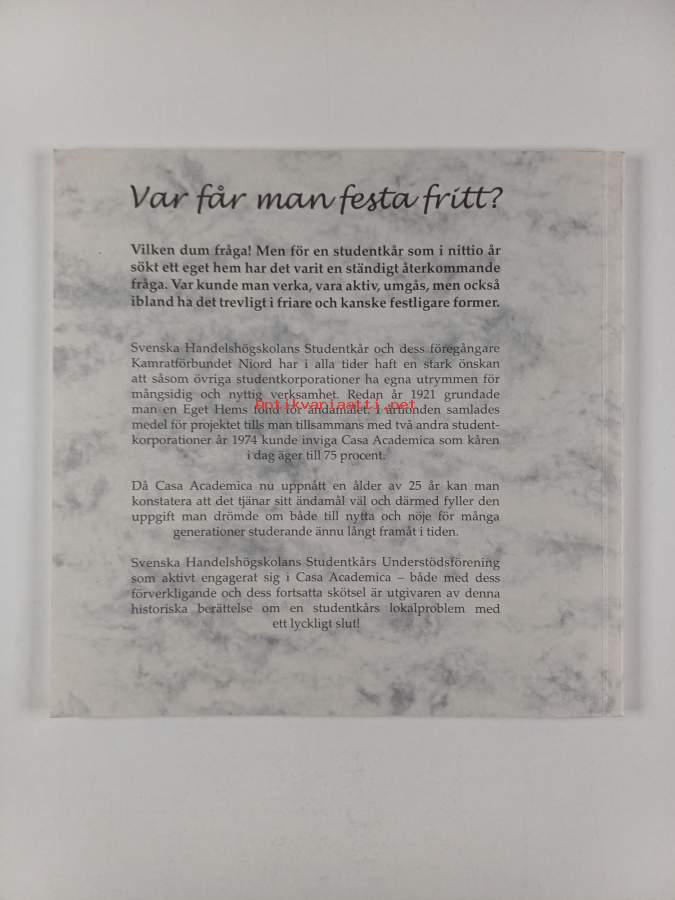 Var får man festa fritt?
Vilken dum fråga! Men för en studentkår som i nittio år
sökt ett eget hem har det varit en ständigt återkommande
fråga. Var kunde man verka, vara aktiv, umgås, men också
ibland ha det trevligt i friare och kanske festligare former.
Svenska Handelshögskolans Studentkår och dess föregångare
Kamratförbundet Niord har i alla tider haft en stark önskan
att såsom övriga studentkorporationer ha egna utrymmen för
mångsidig och nyttig verksamhet. Redan år 1921 grundade
Antikvariaatti.net
man en Eget Hems fond för ändamålet. I årtionden samlades
medel för projektet tills man tillsammans med två andra student-
korporationer år 1974 kunde inviga Casa Academica som kåren
i dag äger till 75 procent.
Då Casa Academica nu uppnått en ålder av 25 år kan man
konstatera att det tjänar sitt ändamål väl och därmed fyller den
uppgift man drömde om både till nytta och nöje för många
generationer studerande ännu långt framåt i tiden.
Svenska Handelshögskolans Studentkårs Understödsförening
som aktivt engagerat sig i Casa Academica – både med dess
förverkligande och dess fortsatta skötsel är utgivaren av denna
historiska berättelse om en studentkårs lokalproblem med
ett lyckligt slut!